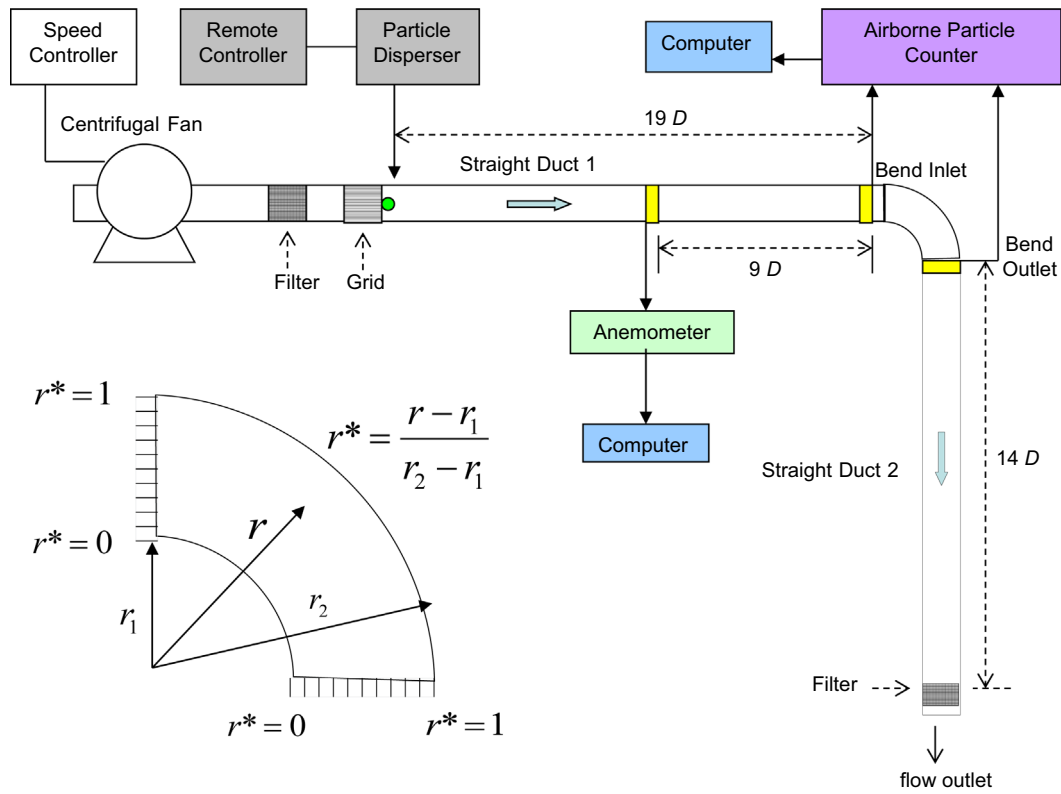 Speed
Controller
Remote
Controller
Particle
Disperser
Computer
Airborne Particle
Counter
Centrifugal Fan
19 D
Straight Duct 1
Bend Inlet
Filter
Grid
9 D
Bend
Outlet
Anemometer
Computer
Straight Duct 2
14 D
Filter
flow outlet
r* = 1
r* = (r − r₁) / (r₂ − r₁)
r
r* = 0
r₁
r₂
r* = 0
r* = 1